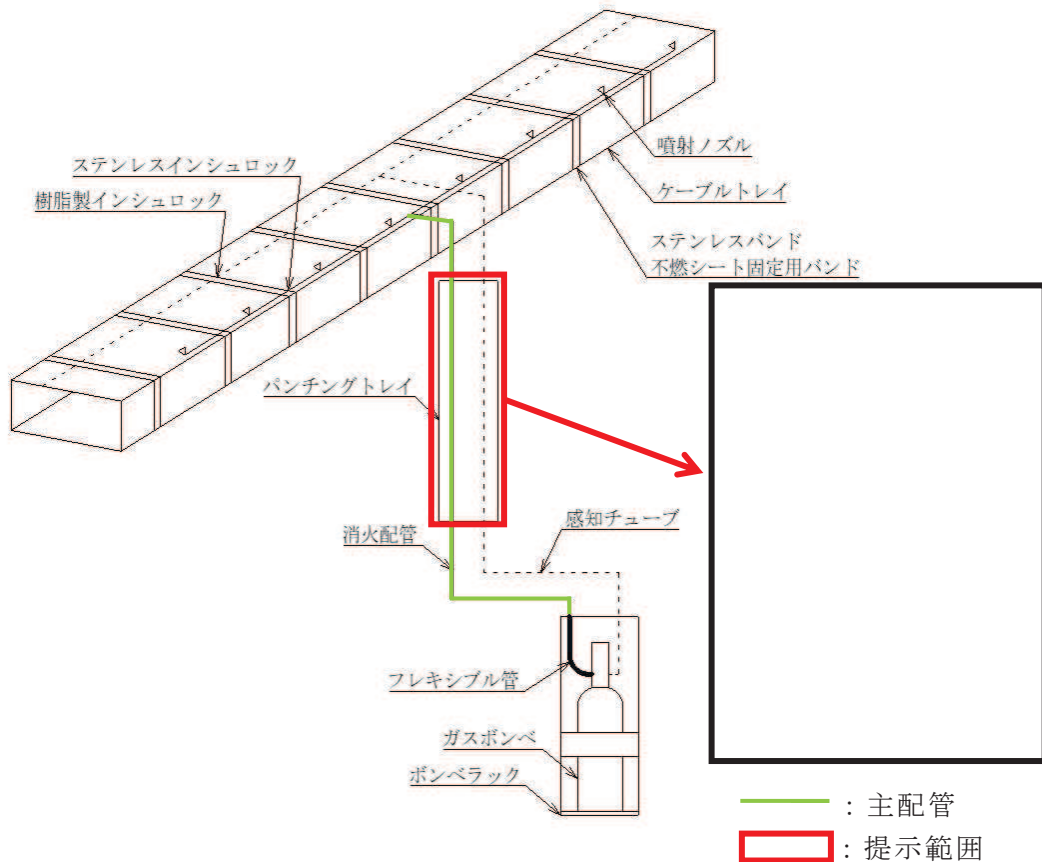 噴射ノズル
ステンレスインシュロック
ケーブルトレイ
樹脂製インシュロック
ステンレスバンド
不燃シート固定用バンド
パンチングトレイ
感知チューブ
消火配管
フレキシブル管
ガスボンベ
ボンベラック
：主配管
：提示範囲